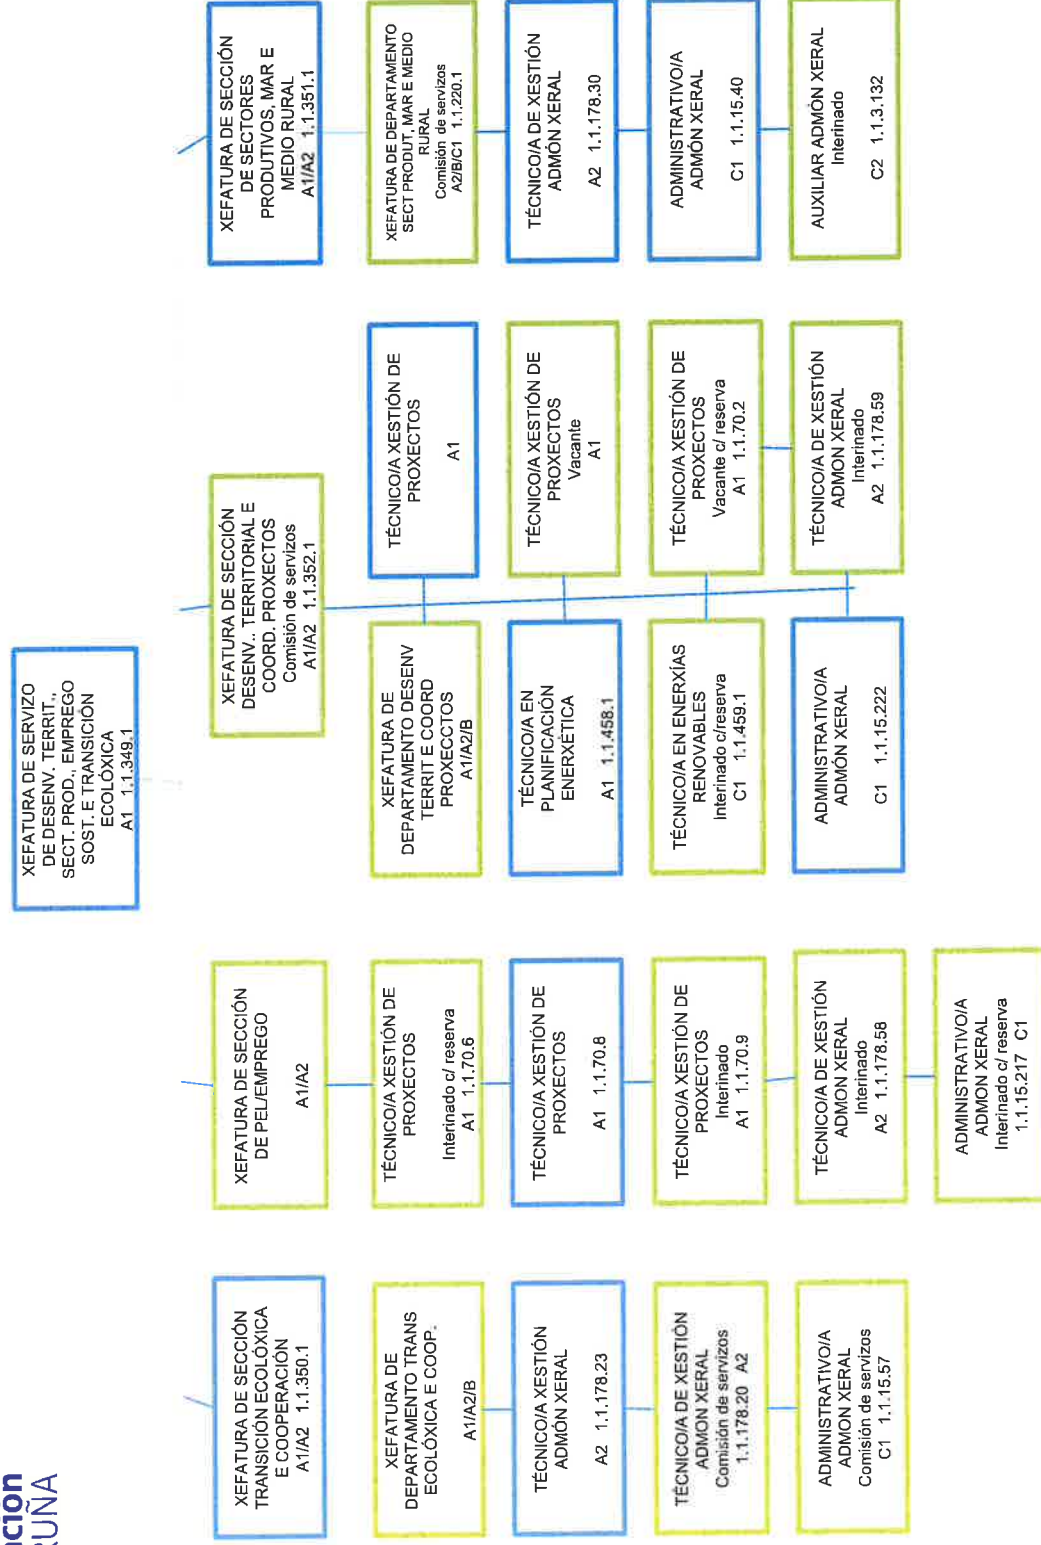 ción
RUÑA
XEFATURA DE SERVIZO
DE DESENV. TERRIT.,
SECT. PROD., EMPREGO
SOST. E TRANSICIÓN
ECOLÓXICA
A1 1.1.349.1
XEFATURA DE SECCIÓN
TRANSICIÓN ECOLÓXICA
E COOPERACIÓN
A1/A2 1.1.350.1
XEFATURA DE
DEPARTAMENTO TRANS
ECOLÓXICA E COOP.
A1/A2/B
TÉCNICO/A XESTIÓN
ADMÓN XERAL
A2 1.1.178.23
TÉCNICO/A DE XESTIÓN
ADMON XERAL
Comisión de servizos
1.1.178.20 A2
ADMINISTRATIVO/A
ADMON XERAL
Comisión de servizos
C1 1.1.15.57
XEFATURA DE SECCIÓN
DE PEL/EMPREGO
A1/A2
TÉCNICO/A XESTIÓN DE
PROXECTOS
Interinado c/ reserva
A1 1.1.70.6
TÉCNICO/A XESTIÓN DE
PROXECTOS
A1 1.1.70.8
TÉCNICO/A XESTIÓN DE
PROXECTOS
Interinado
A1 1.1.70.9
TÉCNICO/A DE XESTIÓN
ADMON XERAL
Interinado
A2 1.1.178.58
ADMINISTRATIVO/A
ADMON XERAL
Interinado c/ reserva
1.1.15.217 C1
XEFATURA DE SECCIÓN
DESENV.. TERRITORIAL E
COORD. PROXECTOS
Comisión de servizos
A1/A2 1.1.352.1
XEFATURA DE
DEPARTAMENTO DESENV
TERRIT E COORD
PROXECCTOS
A1/A2/B
TÉCNICO/A XESTIÓN DE
PROXECTOS
A1
TÉCNICO/A EN
PLANIFICACIÓN
ENERXÉTICA
A1 1.1.458.1
TÉCNICO/A XESTIÓN DE
PROXECTOS
Vacante
A1
TÉCNICO/A EN ENERXÍAS
RENOVABLES
Interinado c/reserva
C1 1.1.459.1
TÉCNICO/A XESTIÓN DE
PROXECTOS
Vacante c/ reserva
A1 1.1.70.2
ADMINISTRATIVO/A
ADMÓN XERAL
C1 1.1.15.222
TÉCNICO/A DE XESTIÓN
ADMON XERAL
Interinado
A2 1.1.178.59
XEFATURA DE SECCIÓN
DE SECTORES
PRODUTIVOS, MAR E
MEDIO RURAL
A1/A2 1.1.351.1
XEFATURA DE DEPARTAMENTO
SECT PRODUT, MAR E MEDIO
RURAL
Comisión de servizos
A2/B/C1 1.1.220.1
TÉCNICO/A DE XESTIÓN
ADMÓN XERAL
A2 1.1.178.30
ADMINISTRATIVO/A
ADMÓN XERAL
C1 1.1.15.40
AUXILIAR ADMÓN XERAL
Interinado
C2 1.1.3.132